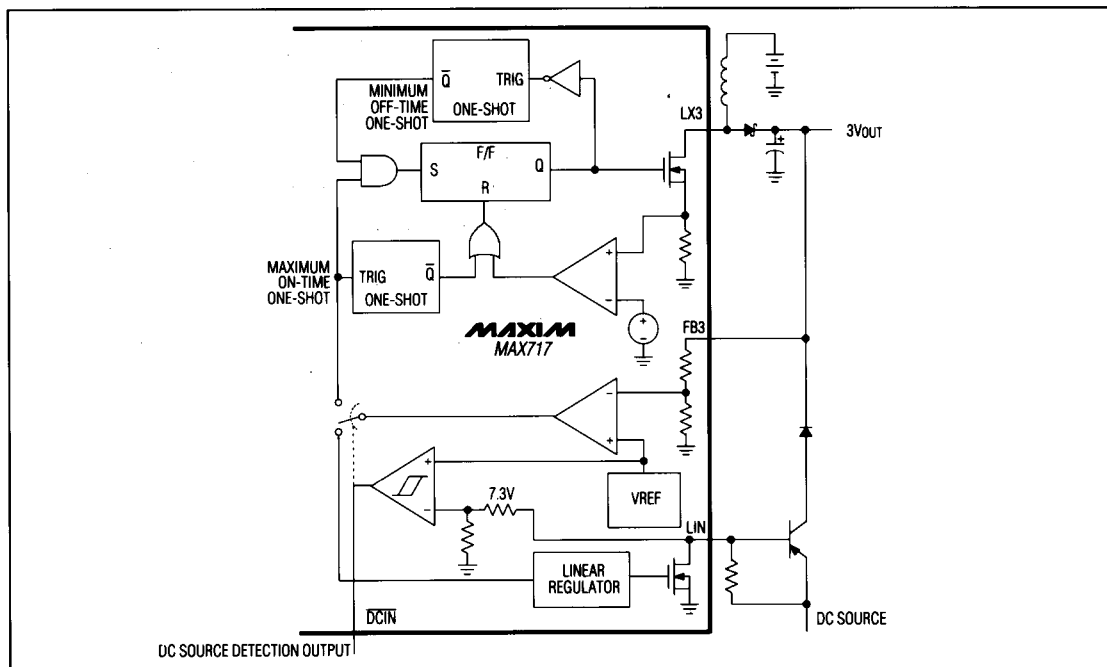 Q̅
TRIG
ONE-SHOT
MINIMUM
OFF-TIME
ONE-SHOT
LX3
3VOUT
F/F
S
Q
R
MAXIMUM
ON-TIME
ONE-SHOT
TRIG
Q̅
ONE-SHOT
+
−
+
−
+
MAXIM
MAX717
FB3
−
+
+
−
7.3V
VREF
LIN
LINEAR
REGULATOR
D̅C̅I̅N̅
DC SOURCE
DC SOURCE DETECTION OUTPUT